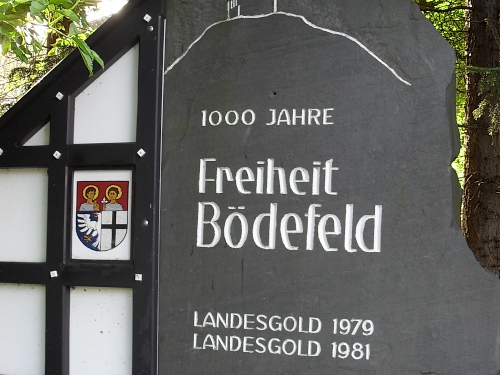 1000 JAHRE
Freiheit
Bödefeld
LANDESGOLD 1979
LANDESGOLD 1981